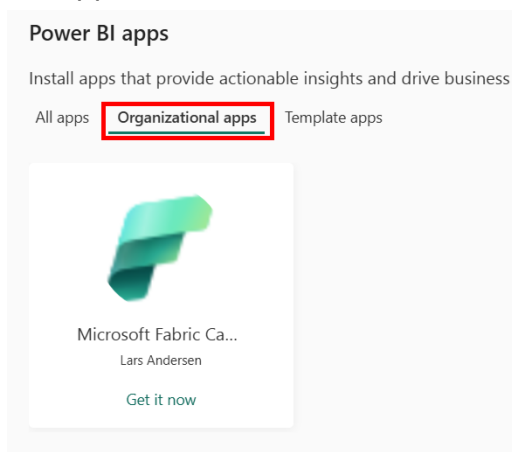 Power BI apps
Install apps that provide actionable insights and drive business
All apps Organizational apps Template apps
Microsoft Fabric Ca...
Lars Andersen
Get it now